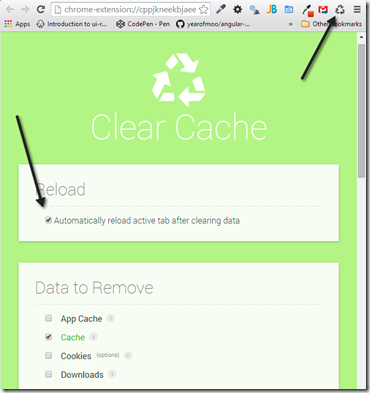 chrome-extension://cppjkneekbjaee
Apps
Introduction to ui-r
CodePen - Pen
yearofmoo/angular-
»
Other bookmarks
Clear Cache
Reload
Automatically reload active tab after clearing data
Data to Remove
App Cache
Cache
Cookies (options)
Downloads